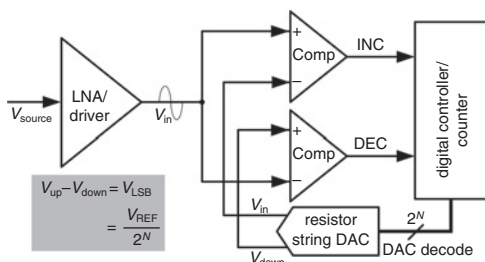 LNA/
driver
V_source
V_in
+
Comp
−
INC
+
Comp
−
DEC
digital controller/
counter
V_up−V_down = V_LSB
= V_REF / 2^N
V_in
V_down
resistor
string DAC
2^N
DAC decode